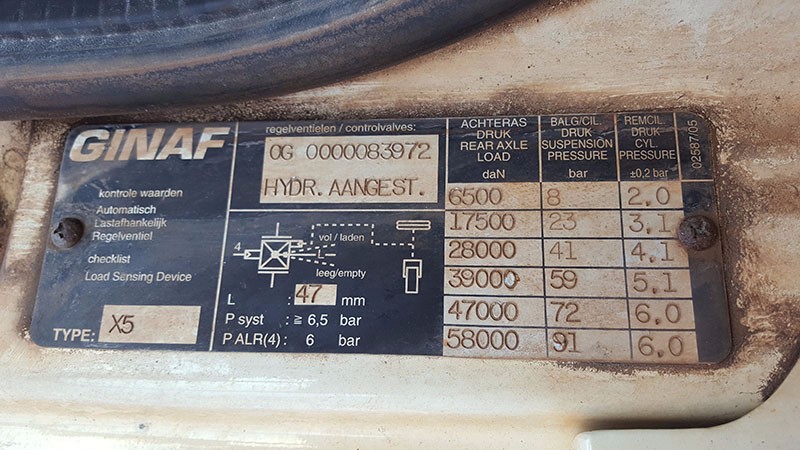 GINAF
kontrole waarden
Automatisch
Lastafhankelijk
Regelventiel
checklist
Load Sensing Device
TYPE: X5
regelventielen / controlvalves:
OG 0000083972
HYDR. AANGEST.
4
vol / laden
L
leeg/empty
L : 47 mm
P syst : ≧ 6,5 bar
P ALR(4) : 6 bar
ACHTERAS DRUK REAR AXLE LOAD daN
BALG/CIL. DRUK SUSPENSION PRESSURE bar
REMCIL. DRUK CYL. PRESSURE ±0,2 bar
6500 8 2.0
17500 23 3,1
28000 41 4,1
39000 59 5,1
47000 72 6,0
58000 91 6,0
02587/05